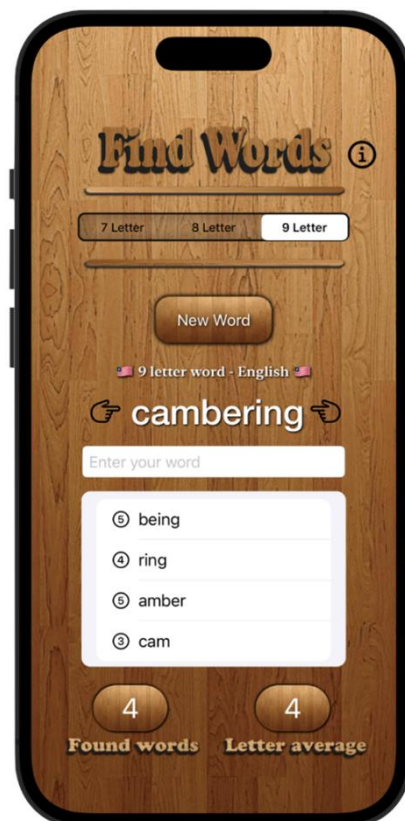 Find Words
7 Letter 8 Letter 9 Letter
New Word
9 letter word - English
cambering
Enter your word
5 being
4 ring
5 amber
3 cam
4 4
Found words Letter average